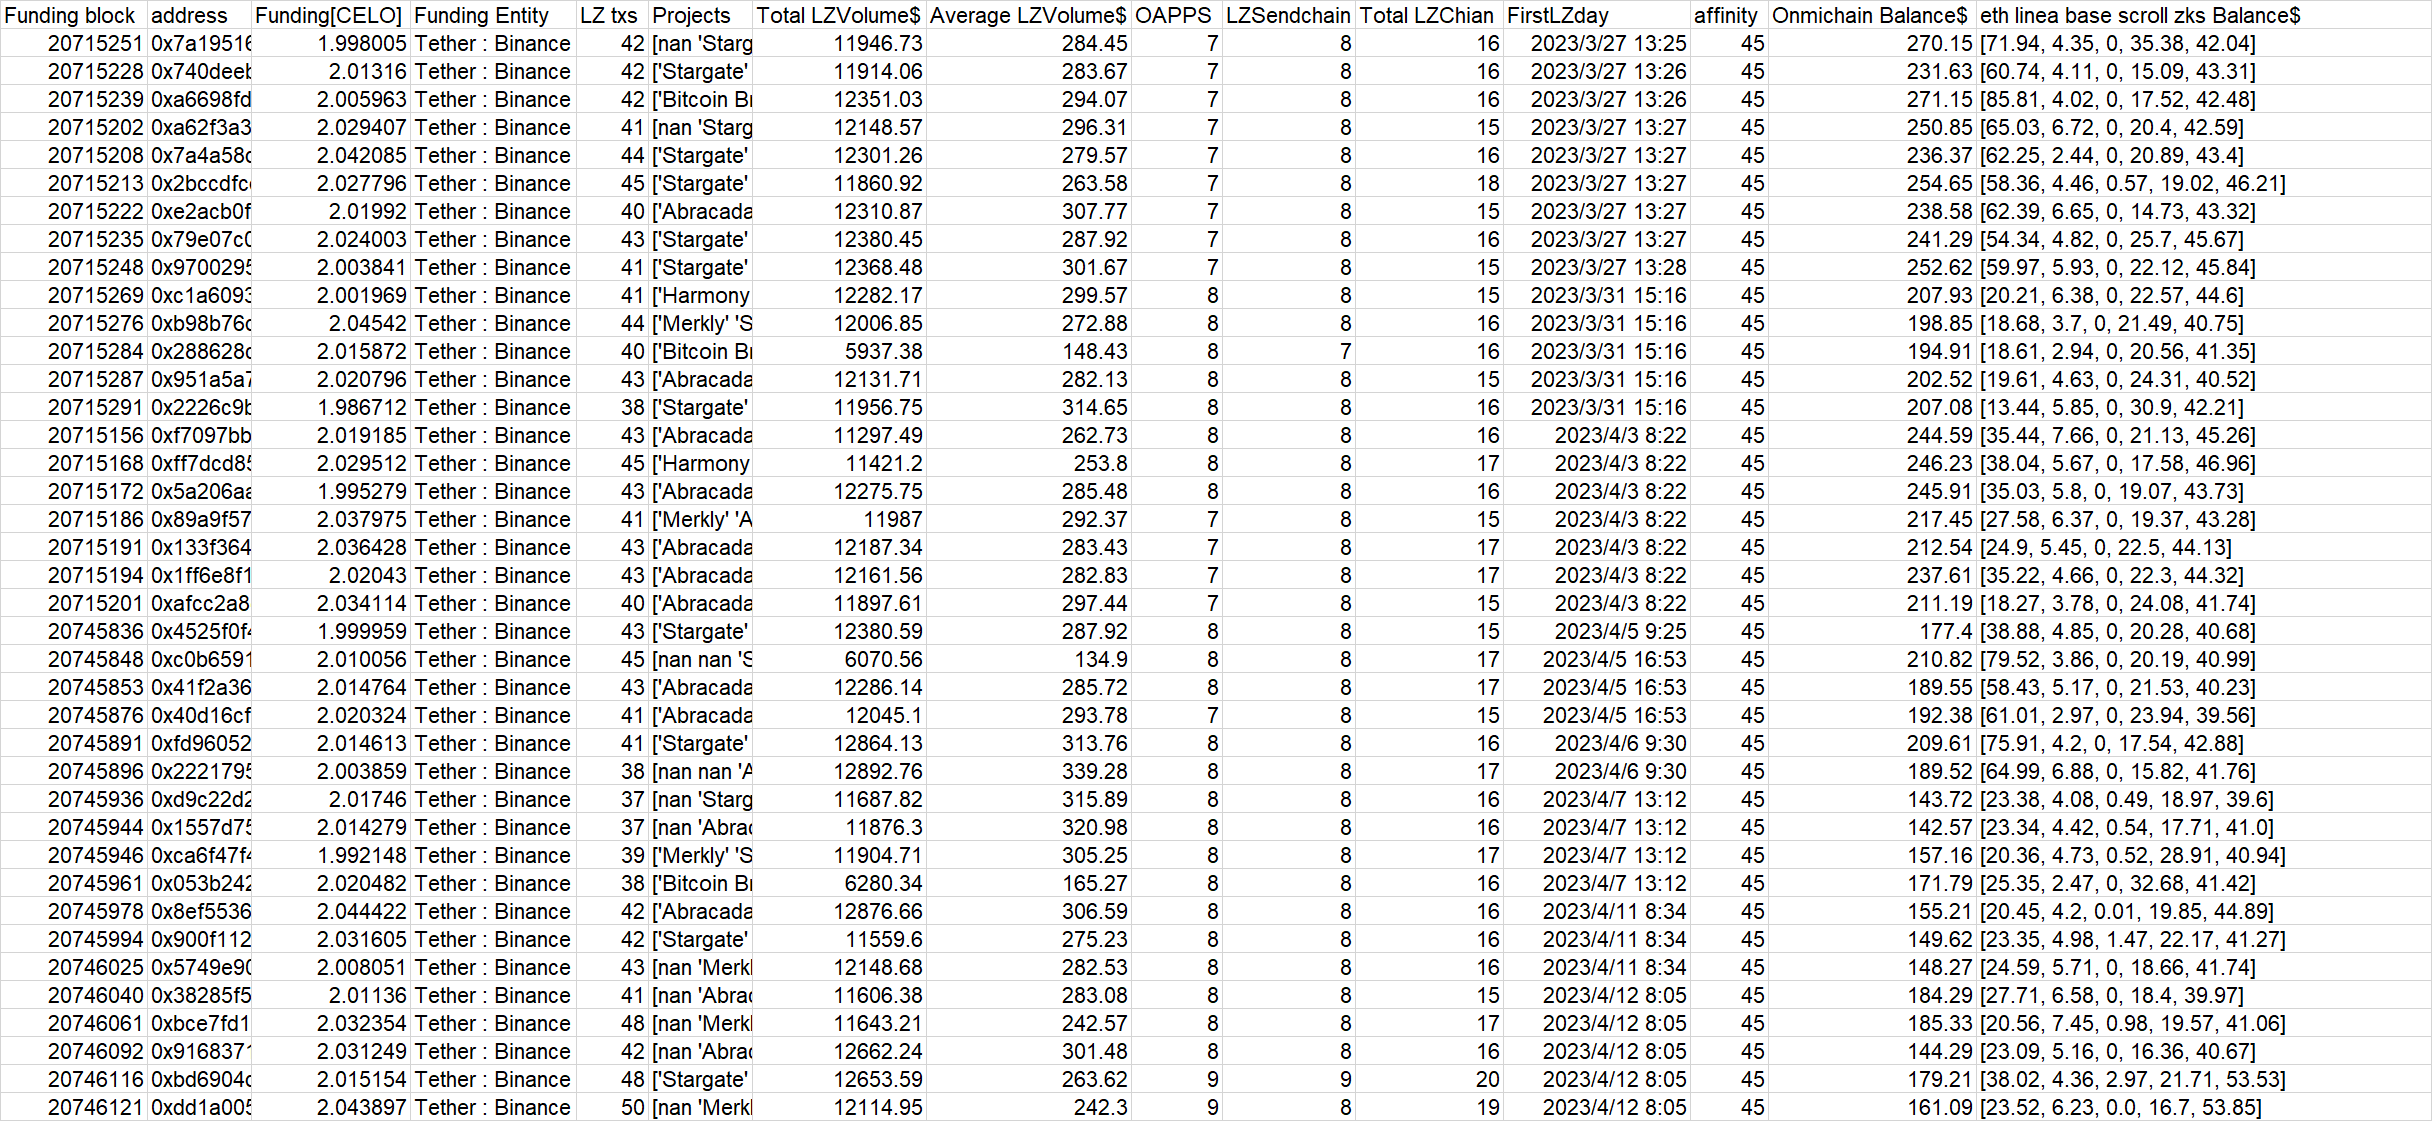 Funding block address Funding[CELO] Funding Entity LZ txs Projects Total LZVolume$ Average LZVolume$ OAPPS LZSendchain Total LZChian FirstLZday affinity Onmichain Balance$ eth linea base scroll zks Balance$
20715251 0x7a19516 1.998005 Tether : Binance 42 [nan 'Starg 11946.73 284.45 7 8 16 2023/3/27 13:25 45 270.15 [71.94, 4.35, 0, 35.38, 42.04]
20715228 0x740deeb 2.01316 Tether : Binance 42 ['Stargate' 11914.06 283.67 7 8 16 2023/3/27 13:26 45 231.63 [60.74, 4.11, 0, 15.09, 43.31]
20715239 0xa6698fd 2.005963 Tether : Binance 42 ['Bitcoin Br 12351.03 294.07 7 8 16 2023/3/27 13:26 45 271.15 [85.81, 4.02, 0, 17.52, 42.48]
20715202 0xa62f3a3 2.029407 Tether : Binance 41 [nan 'Starg 12148.57 296.31 7 8 15 2023/3/27 13:27 45 250.85 [65.03, 6.72, 0, 20.4, 42.59]
20715208 0x7a4a58c 2.042085 Tether : Binance 44 ['Stargate' 12301.26 279.57 7 8 16 2023/3/27 13:27 45 236.37 [62.25, 2.44, 0, 20.89, 43.4]
20715213 0x2bccdfc 2.027796 Tether : Binance 45 ['Stargate' 11860.92 263.58 7 8 18 2023/3/27 13:27 45 254.65 [58.36, 4.46, 0.57, 19.02, 46.21]
20715222 0xe2acb0f 2.01992 Tether : Binance 40 ['Abracada 12310.87 307.77 7 8 15 2023/3/27 13:27 45 238.58 [62.39, 6.65, 0, 14.73, 43.32]
20715235 0x79e07c0 2.024003 Tether : Binance 43 ['Stargate' 12380.45 287.92 7 8 16 2023/3/27 13:27 45 241.29 [54.34, 4.82, 0, 25.7, 45.67]
20715248 0x9700295 2.003841 Tether : Binance 41 ['Stargate' 12368.48 301.67 7 8 15 2023/3/27 13:28 45 252.62 [59.97, 5.93, 0, 22.12, 45.84]
20715269 0xc1a6093 2.001969 Tether : Binance 41 ['Harmony 12282.17 299.57 8 8 15 2023/3/31 15:16 45 207.93 [20.21, 6.38, 0, 22.57, 44.6]
20715276 0xb98b76c 2.04542 Tether : Binance 44 ['Merkly' 'S 12006.85 272.88 8 8 16 2023/3/31 15:16 45 198.85 [18.68, 3.7, 0, 21.49, 40.75]
20715284 0x288628c 2.015872 Tether : Binance 40 ['Bitcoin Br 5937.38 148.43 8 7 16 2023/3/31 15:16 45 194.91 [18.61, 2.94, 0, 20.56, 41.35]
20715287 0x951a5a7 2.020796 Tether : Binance 43 ['Abracada 12131.71 282.13 8 8 15 2023/3/31 15:16 45 202.52 [19.61, 4.63, 0, 24.31, 40.52]
20715291 0x2226c9b 1.986712 Tether : Binance 38 ['Stargate' 11956.75 314.65 8 8 16 2023/3/31 15:16 45 207.08 [13.44, 5.85, 0, 30.9, 42.21]
20715156 0xf7097bb 2.019185 Tether : Binance 43 ['Abracada 11297.49 262.73 8 8 16 2023/4/3 8:22 45 244.59 [35.44, 7.66, 0, 21.13, 45.26]
20715168 0xff7dcd85 2.029512 Tether : Binance 45 ['Harmony 11421.2 253.8 8 8 17 2023/4/3 8:22 45 246.23 [38.04, 5.67, 0, 17.58, 46.96]
20715172 0x5a206aa 1.995279 Tether : Binance 43 ['Abracada 12275.75 285.48 8 8 16 2023/4/3 8:22 45 245.91 [35.03, 5.8, 0, 19.07, 43.73]
20715186 0x89a9f57 2.037975 Tether : Binance 41 ['Merkly' 'A 11987 292.37 7 8 15 2023/4/3 8:22 45 217.45 [27.58, 6.37, 0, 19.37, 43.28]
20715191 0x133f364 2.036428 Tether : Binance 43 ['Abracada 12187.34 283.43 7 8 17 2023/4/3 8:22 45 212.54 [24.9, 5.45, 0, 22.5, 44.13]
20715194 0x1ff6e8f1 2.02043 Tether : Binance 43 ['Abracada 12161.56 282.83 7 8 17 2023/4/3 8:22 45 237.61 [35.22, 4.66, 0, 22.3, 44.32]
20715201 0xafcc2a8 2.034114 Tether : Binance 40 ['Abracada 11897.61 297.44 7 8 15 2023/4/3 8:22 45 211.19 [18.27, 3.78, 0, 24.08, 41.74]
20745836 0x4525f0f4 1.999959 Tether : Binance 43 ['Stargate' 12380.59 287.92 8 8 15 2023/4/5 9:25 45 177.4 [38.88, 4.85, 0, 20.28, 40.68]
20745848 0xc0b6591 2.010056 Tether : Binance 45 [nan nan 'S 6070.56 134.9 8 8 17 2023/4/5 16:53 45 210.82 [79.52, 3.86, 0, 20.19, 40.99]
20745853 0x41f2a36 2.014764 Tether : Binance 43 ['Abracada 12286.14 285.72 8 8 17 2023/4/5 16:53 45 189.55 [58.43, 5.17, 0, 21.53, 40.23]
20745876 0x40d16cf 2.020324 Tether : Binance 41 ['Abracada 12045.1 293.78 7 8 15 2023/4/5 16:53 45 192.38 [61.01, 2.97, 0, 23.94, 39.56]
20745891 0xfd96052 2.014613 Tether : Binance 41 ['Stargate' 12864.13 313.76 8 8 16 2023/4/6 9:30 45 209.61 [75.91, 4.2, 0, 17.54, 42.88]
20745896 0x2221795 2.003859 Tether : Binance 38 [nan nan 'A 12892.76 339.28 8 8 17 2023/4/6 9:30 45 189.52 [64.99, 6.88, 0, 15.82, 41.76]
20745936 0xd9c22d2 2.01746 Tether : Binance 37 [nan 'Starg 11687.82 315.89 8 8 16 2023/4/7 13:12 45 143.72 [23.38, 4.08, 0.49, 18.97, 39.6]
20745944 0x1557d75 2.014279 Tether : Binance 37 [nan 'Abrac 11876.3 320.98 8 8 16 2023/4/7 13:12 45 142.57 [23.34, 4.42, 0.54, 17.71, 41.0]
20745946 0xca6f47f4 1.992148 Tether : Binance 39 ['Merkly' 'S 11904.71 305.25 8 8 17 2023/4/7 13:12 45 157.16 [20.36, 4.73, 0.52, 28.91, 40.94]
20745961 0x053b242 2.020482 Tether : Binance 38 ['Bitcoin Br 6280.34 165.27 8 8 16 2023/4/7 13:12 45 171.79 [25.35, 2.47, 0, 32.68, 41.42]
20745978 0x8ef5536 2.044422 Tether : Binance 42 ['Abracada 12876.66 306.59 8 8 16 2023/4/11 8:34 45 155.21 [20.45, 4.2, 0.01, 19.85, 44.89]
20745994 0x900f112 2.031605 Tether : Binance 42 ['Stargate' 11559.6 275.23 8 8 16 2023/4/11 8:34 45 149.62 [23.35, 4.98, 1.47, 22.17, 41.27]
20746025 0x5749e90 2.008051 Tether : Binance 43 [nan 'Merkl 12148.68 282.53 8 8 16 2023/4/11 8:34 45 148.27 [24.59, 5.71, 0, 18.66, 41.74]
20746040 0x38285f5 2.01136 Tether : Binance 41 [nan 'Abrac 11606.38 283.08 8 8 15 2023/4/12 8:05 45 184.29 [27.71, 6.58, 0, 18.4, 39.97]
20746061 0xbce7fd1 2.032354 Tether : Binance 48 [nan 'Merkl 11643.21 242.57 8 8 17 2023/4/12 8:05 45 185.33 [20.56, 7.45, 0.98, 19.57, 41.06]
20746092 0x9168371 2.031249 Tether : Binance 42 [nan 'Abrac 12662.24 301.48 8 8 16 2023/4/12 8:05 45 144.29 [23.09, 5.16, 0, 16.36, 40.67]
20746116 0xbd6904c 2.015154 Tether : Binance 48 ['Stargate' 12653.59 263.62 9 9 20 2023/4/12 8:05 45 179.21 [38.02, 4.36, 2.97, 21.71, 53.53]
20746121 0xdd1a005 2.043897 Tether : Binance 50 [nan 'Merkl 12114.95 242.3 9 8 19 2023/4/12 8:05 45 161.09 [23.52, 6.23, 0.0, 16.7, 53.85]